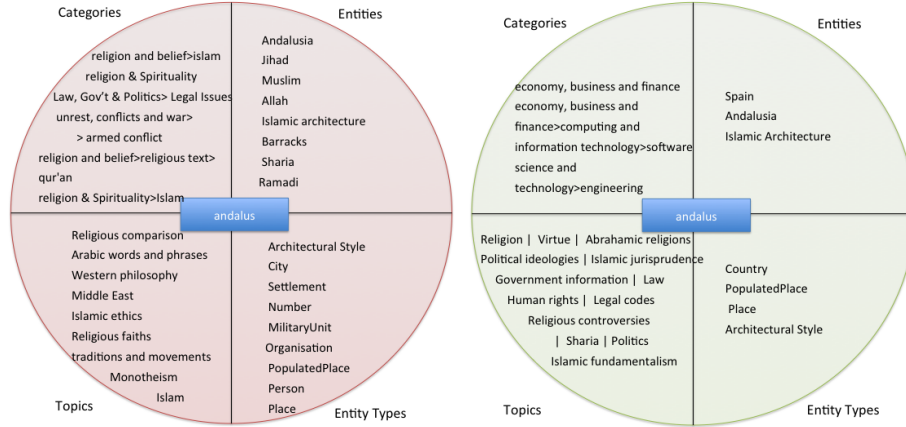 Categories
Entities
religion and belief>islam
religion & Spirituality
Law, Gov't & Politics> Legal Issues
unrest, conflicts and war>
> armed conflict
religion and belief>religious text>
qur'an
religion & Spirituality>Islam
Andalusia
Jihad
Muslim
Allah
Islamic architecture
Barracks
Sharia
Ramadi
andalus
Religious comparison
Arabic words and phrases
Western philosophy
Middle East
Islamic ethics
Religious faiths
traditions and movements
Monotheism
Islam
Architectural Style
City
Settlement
Number
MilitaryUnit
Organisation
PopulatedPlace
Person
Place
Topics
Entity Types
Categories
Entities
economy, business and finance
economy, business and
finance>computing and
information technology>software
science and
technology>engineering
Spain
Andalusia
Islamic Architecture
andalus
Religion | Virtue | Abrahamic religions
Political ideologies | Islamic jurisprudence
Government information | Law
Human rights | Legal codes
Religious controversies
| Sharia | Politics
Islamic fundamentalism
Country
PopulatedPlace
Place
Architectural Style
Topics
Entity Types